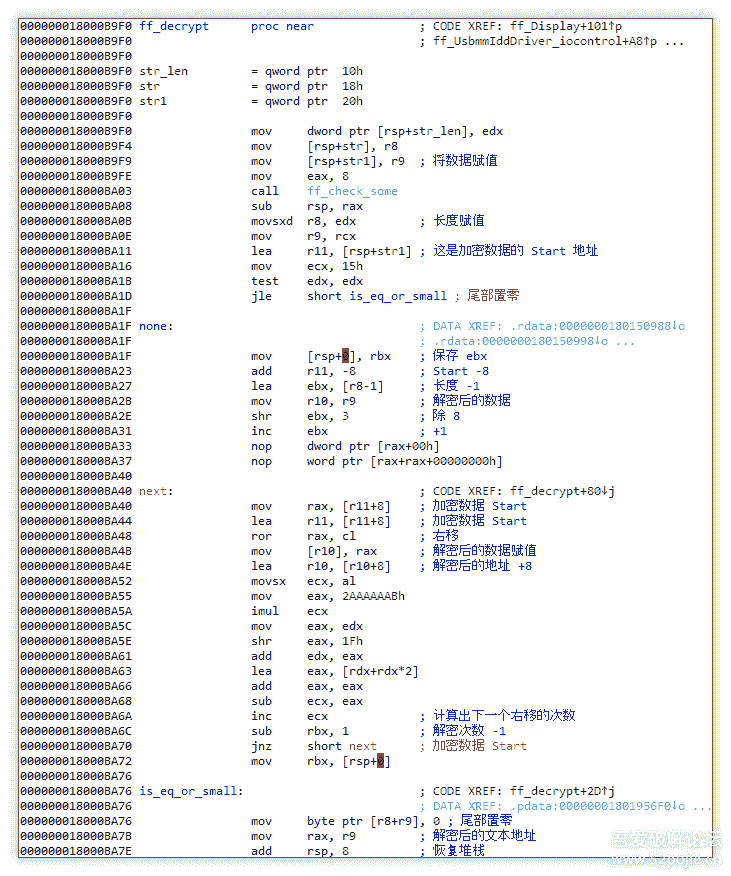 000000018000B9F0 ff_decrypt      proc near               ; CODE XREF: ff_Display+101↑p
000000018000B9F0                                         ; ff_UsbmmIddDriver_iocontrol+A8↑p ...
000000018000B9F0
000000018000B9F0 str_len         = qword ptr  10h
000000018000B9F0 str             = qword ptr  18h
000000018000B9F0 str1            = qword ptr  20h
000000018000B9F0
000000018000B9F0                 mov     dword ptr [rsp+str_len], edx
000000018000B9F4                 mov     [rsp+str], r8
000000018000B9F9                 mov     [rsp+str1], r9  ; 将数据赋值
000000018000B9FE                 mov     eax, 8
000000018000BA03                 call    ff_check_some
000000018000BA08                 sub     rsp, rax
000000018000BA0B                 movsxd  r8, edx         ; 长度赋值
000000018000BA0E                 mov     r9, rcx
000000018000BA11                 lea     r11, [rsp+str1] ; 这是加密数据的 Start 地址
000000018000BA16                 mov     ecx, 15h
000000018000BA1B                 test    edx, edx
000000018000BA1D                 jle     short is_eq_or_small ; 尾部置零
000000018000BA1F
000000018000BA1F none:                                   ; DATA XREF: .rdata:0000000180150988↓o
000000018000BA1F                                         ; .rdata:0000000180150998↓o ...
000000018000BA1F                 mov     [rsp+0], rbx    ; 保存 ebx
000000018000BA23                 add     r11, -8         ; Start -8
000000018000BA27                 lea     ebx, [r8-1]     ; 长度 -1
000000018000BA2B                 mov     r10, r9         ; 解密后的数据
000000018000BA2E                 shr     ebx, 3          ; 除 8
000000018000BA31                 inc     ebx             ; +1
000000018000BA33                 nop     dword ptr [rax+00h]
000000018000BA37                 nop     word ptr [rax+rax+00000000h]
000000018000BA40
000000018000BA40 next:                                   ; CODE XREF: ff_decrypt+80↓j
000000018000BA40                 mov     rax, [r11+8]    ; 加密数据 Start
000000018000BA44                 lea     r11, [r11+8]    ; 加密数据 Start
000000018000BA48                 ror     rax, cl         ; 右移
000000018000BA4B                 mov     [r10], rax      ; 解密后的数据赋值
000000018000BA4E                 lea     r10, [r10+8]    ; 解密后的地址 +8
000000018000BA52                 movsx   ecx, al
000000018000BA55                 mov     eax, 2AAAAAABh
000000018000BA5A                 imul    ecx
000000018000BA5C                 mov     eax, edx
000000018000BA5E                 shr     eax, 1Fh
000000018000BA61                 add     edx, eax
000000018000BA63                 lea     eax, [rdx+rdx*2]
000000018000BA66                 add     eax, eax
000000018000BA68                 sub     ecx, eax
000000018000BA6A                 inc     ecx             ; 计算出下一个右移的次数
000000018000BA6C                 sub     rbx, 1          ; 解密次数 -1
000000018000BA70                 jnz     short next      ; 加密数据 Start
000000018000BA72                 mov     rbx, [rsp+0]
000000018000BA76
000000018000BA76 is_eq_or_small:                         ; CODE XREF: ff_decrypt+2D↑j
000000018000BA76                                         ; DATA XREF: .pdata:00000001801956F0↓o ...
000000018000BA76                 mov     byte ptr [r8+r9], 0 ; 尾部置零
000000018000BA7B                 mov     rax, r9         ; 解密后的文本地址
000000018000BA7E                 add     rsp, 8          ; 恢复堆栈
吾爱破解论坛
www.52pojie.cn